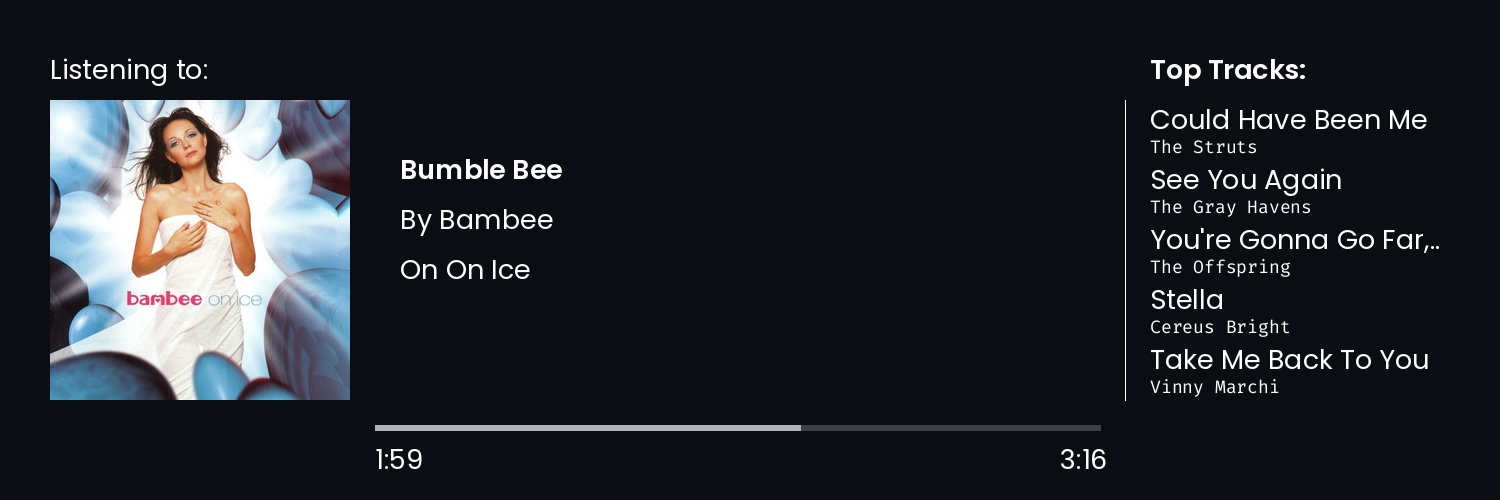 Listening to:
bambee on ice
Bumble Bee
By Bambee
On On Ice
1:59
3:16
Top Tracks:
Could Have Been Me
The Struts
See You Again
The Gray Havens
You're Gonna Go Far,..
The Offspring
Stella
Cereus Bright
Take Me Back To You
Vinny Marchi